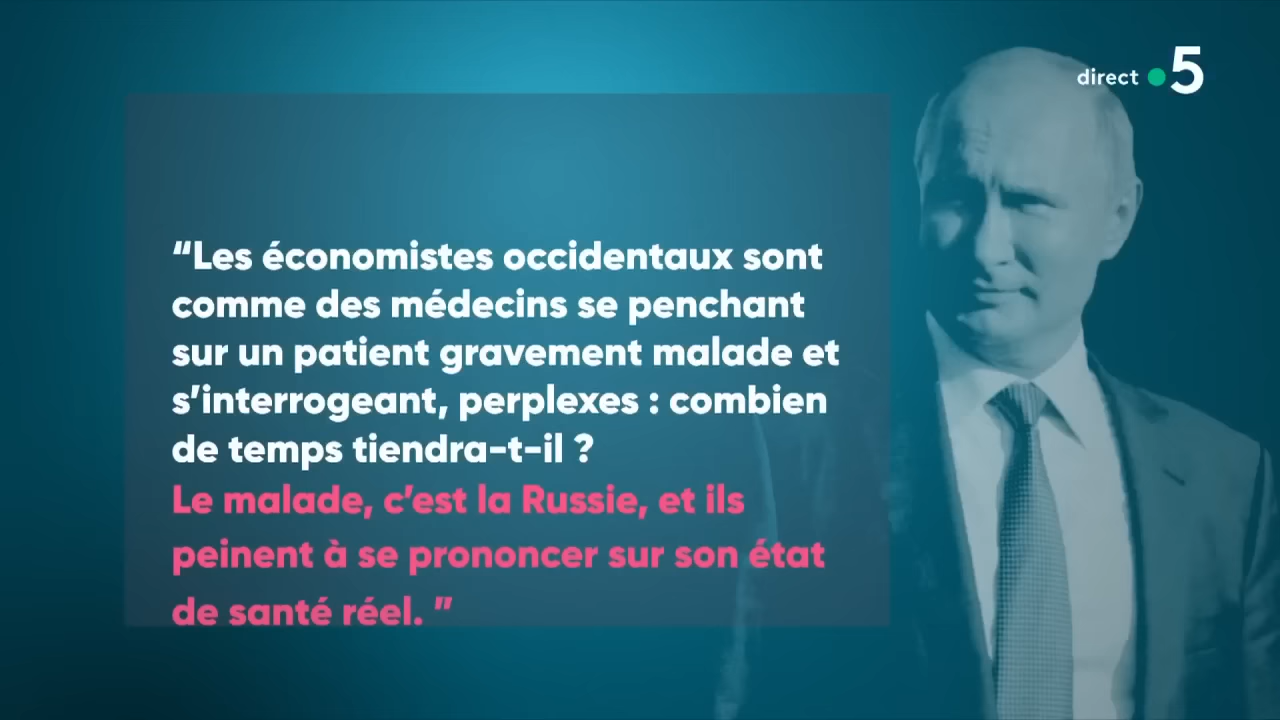 direct 5
“Les économistes occidentaux sont
comme des médecins se penchant
sur un patient gravement malade et
s’interrogeant, perplexes : combien
de temps tiendra-t-il ?
Le malade, c’est la Russie, et ils
peinent à se prononcer sur son état
de santé réel. ”